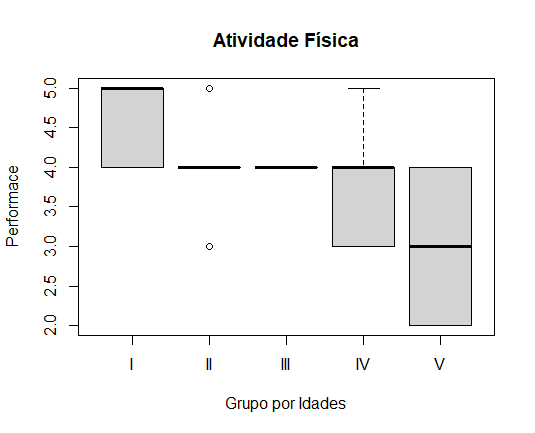 Atividade Física
Performace
5.0
4.5
4.0
3.5
3.0
2.5
2.0
I II III IV V
Grupo por Idades